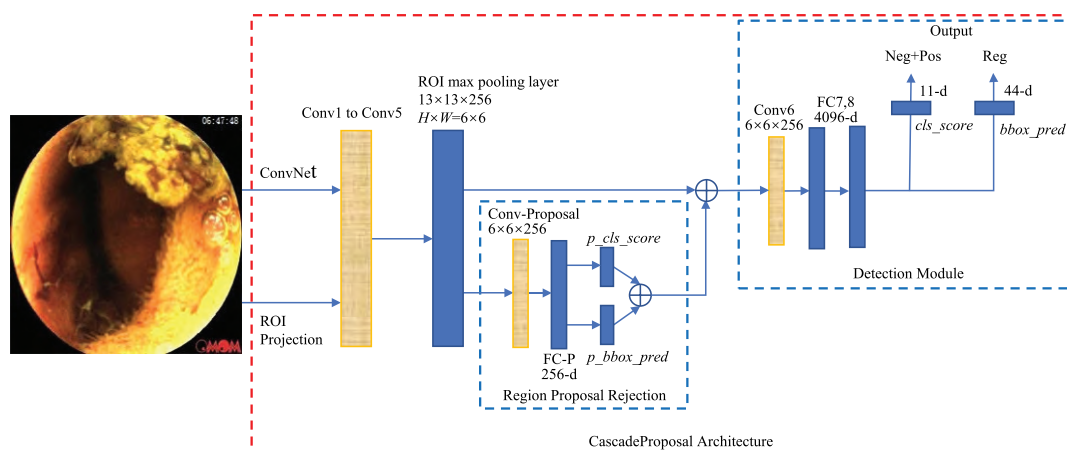 Output
Neg+Pos
Reg
11-d
44-d
cls_score
bbox_pred
ROI max pooling layer
13×13×256
H×W=6×6
Conv1 to Conv5
Conv6
6×6×256
FC7,8
4096-d
06:47:48
ConvNet
Conv-Proposal
6×6×256
p_cls_score
Detection Module
ROI
Projection
QMOM
FC-P
256-d
p_bbox_pred
Region Proposal Rejection
CascadeProposal Architecture